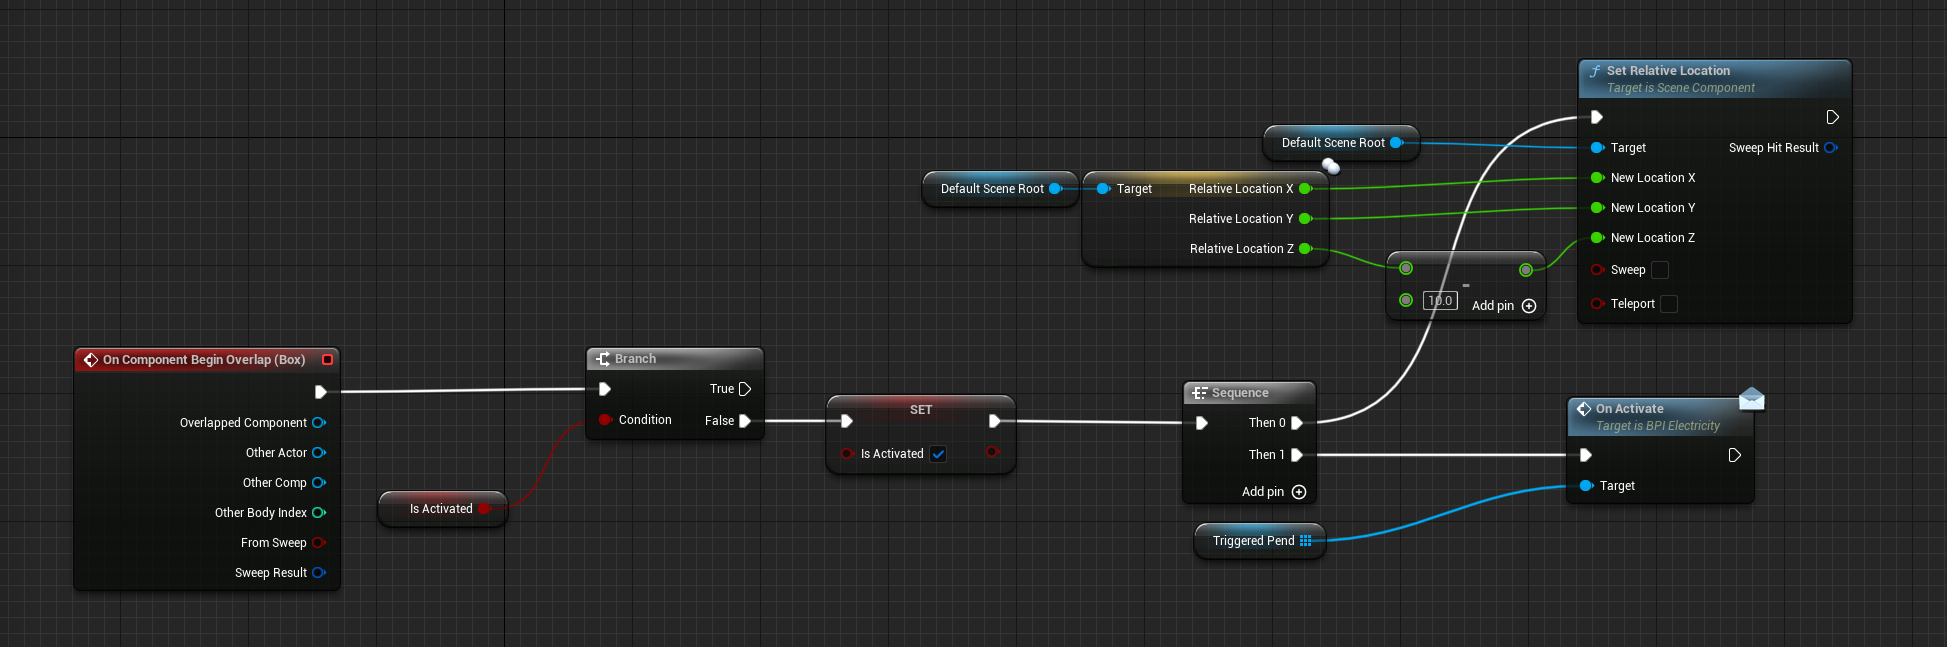 Set Relative Location
Target is Scene Component
Target
Sweep Hit Result
New Location X
New Location Y
New Location Z
Sweep
Teleport
Default Scene Root
Default Scene Root
Target
Relative Location X
Relative Location Y
Relative Location Z
-
10.0
Add pin
On Component Begin Overlap (Box)
Overlapped Component
Other Actor
Other Comp
Other Body Index
From Sweep
Sweep Result
Is Activated
Branch
True
Condition
False
SET
Is Activated
Sequence
Then 0
Then 1
Add pin
Triggered Pend
On Activate
Target is BPI Electricity
Target